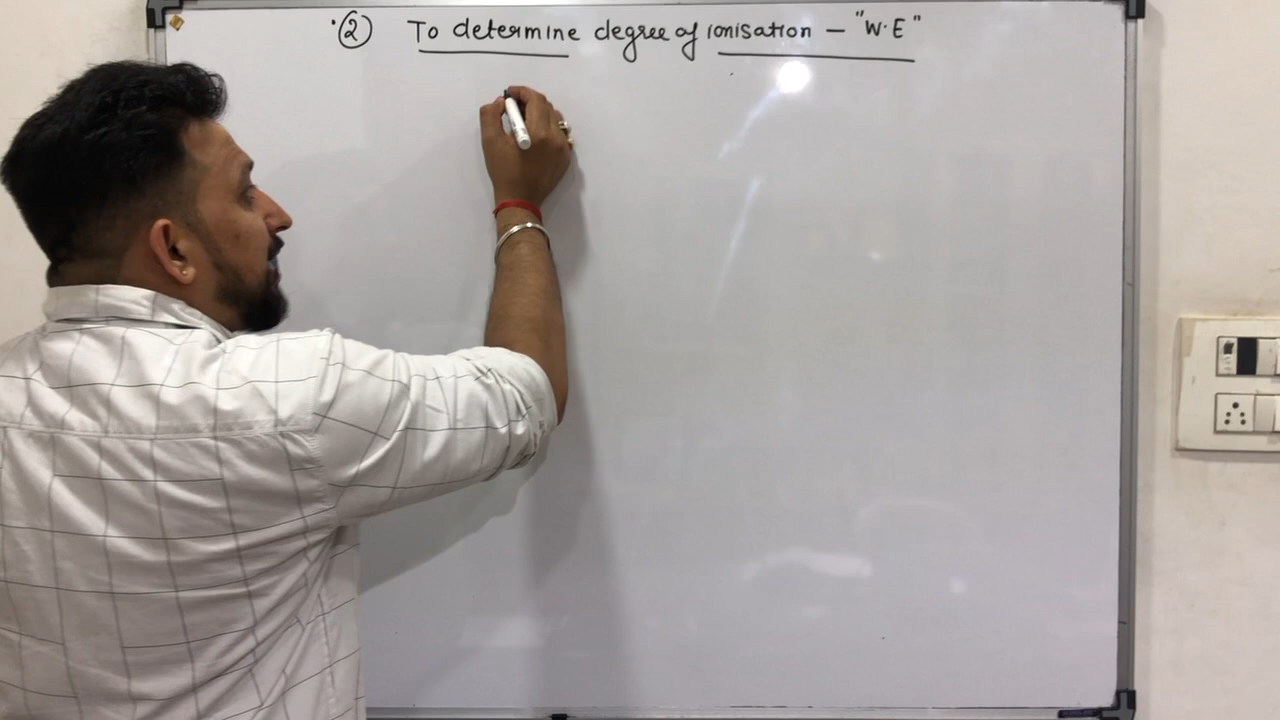 ② To determine degree of ionisation – "W.E"